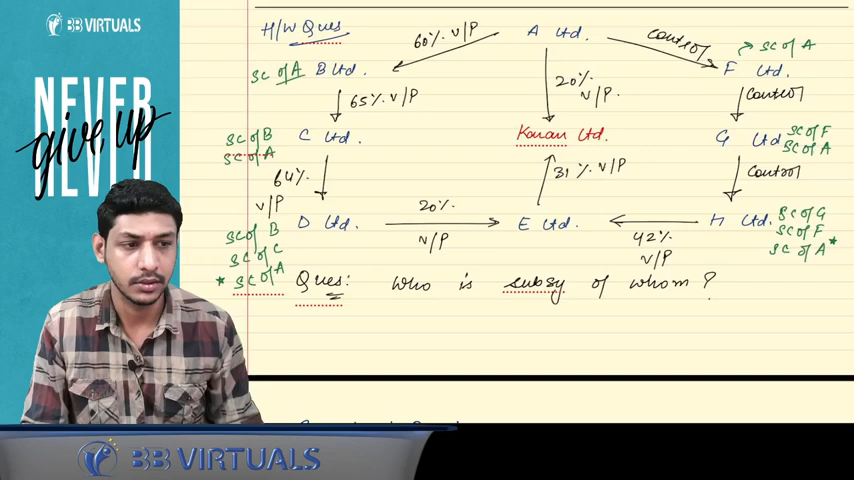 BB VIRTUALS
NEVER
give up
NEVER
H/W Ques
60% V/P
A Ltd.
control
SC of A
SC of A B Ltd.
F Ltd.
65% V/P
20% V/P.
control
SC of B
SC of A
C Ltd.
Karan Ltd.
G Ltd
SC of F
SC of A
64% V/P
31% V/P
control
SC of B
SC of C
* SC of A
D Ltd.
20% V/P
E Ltd.
42% V/P
H Ltd.
SC of G
SC of F
SC of A *
Ques: Who is subsy of whom?
BB VIRTUALS